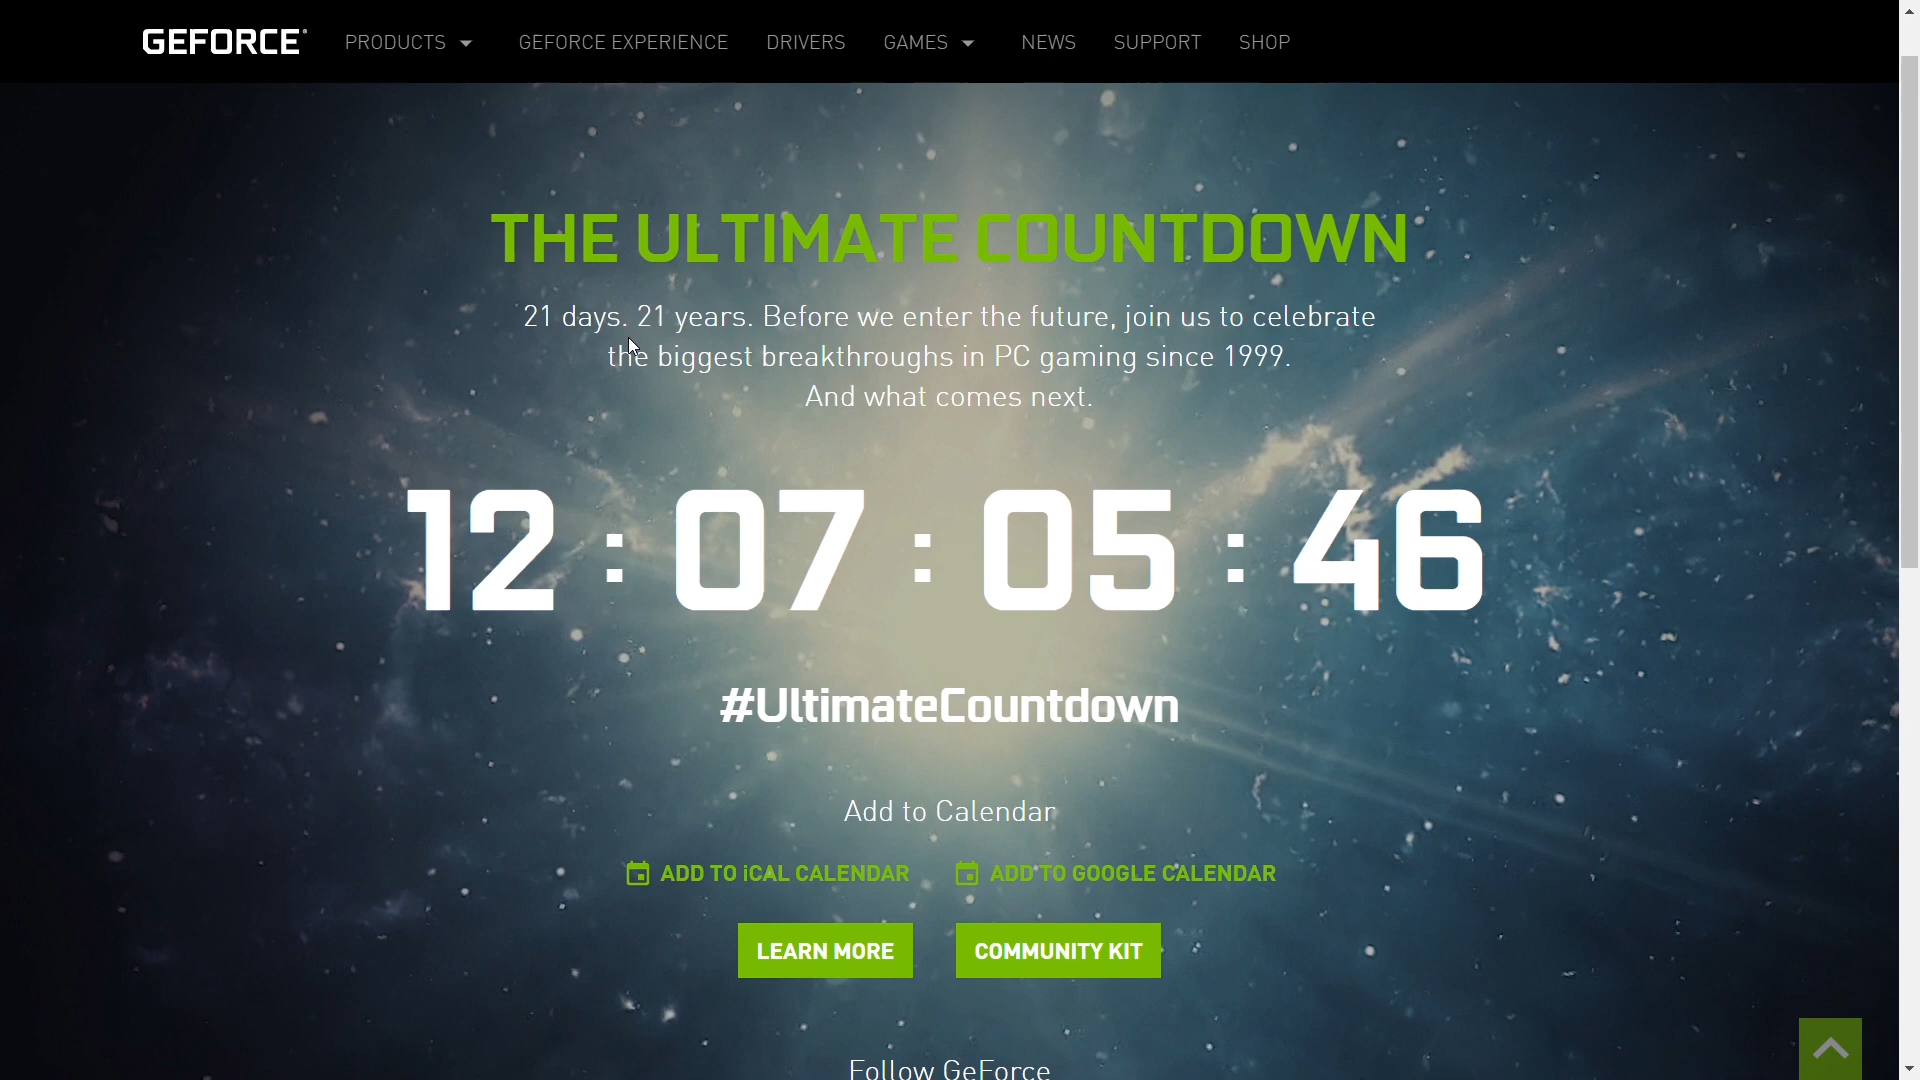 GEFORCE PRODUCTS GEFORCE EXPERIENCE DRIVERS GAMES NEWS SUPPORT SHOP
THE ULTIMATE COUNTDOWN
21 days. 21 years. Before we enter the future, join us to celebrate
the biggest breakthroughs in PC gaming since 1999.
And what comes next.
12 : 07 : 05 : 46
#UltimateCountdown
Add to Calendar
ADD TO iCAL CALENDAR ADD TO GOOGLE CALENDAR
LEARN MORE COMMUNITY KIT
Follow GeForce